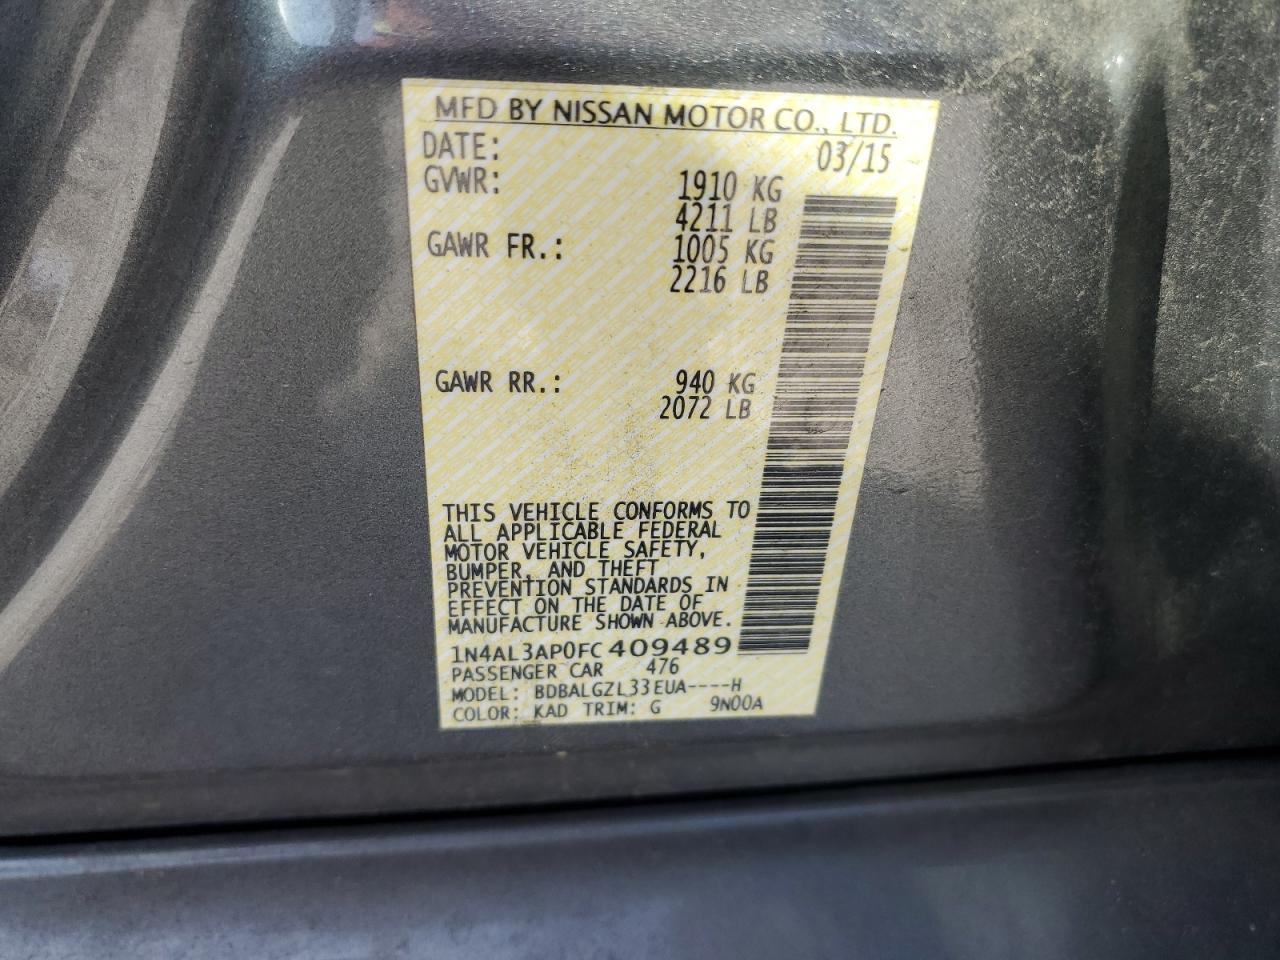 MFD BY NISSAN MOTOR CO., LTD.
DATE: 03/15
GVWR: 1910 KG
4211 LB
GAWR FR.: 1005 KG
2216 LB
GAWR RR.: 940 KG
2072 LB
THIS VEHICLE CONFORMS TO
ALL APPLICABLE FEDERAL
MOTOR VEHICLE SAFETY,
BUMPER, AND THEFT
PREVENTION STANDARDS IN
EFFECT ON THE DATE OF
MANUFACTURE SHOWN ABOVE.
1N4AL3AP0FC409489
PASSENGER CAR 476
MODEL: BDBALGZL33EUA----H
COLOR: KAD TRIM: G 9N00A